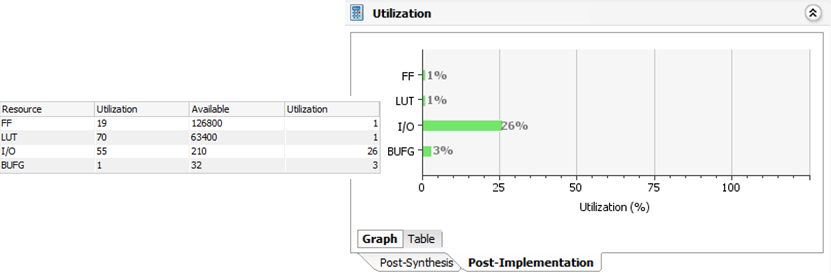 Resource Utilization Available Utilization
FF 19 126800 1
LUT 70 63400 1
I/O 55 210 26
BUFG 1 32 3
Utilization
FF 1%
LUT 1%
I/O 26%
BUFG 3%
0 25 50 75 100
Utilization (%)
Graph Table
Post-Synthesis Post-Implementation